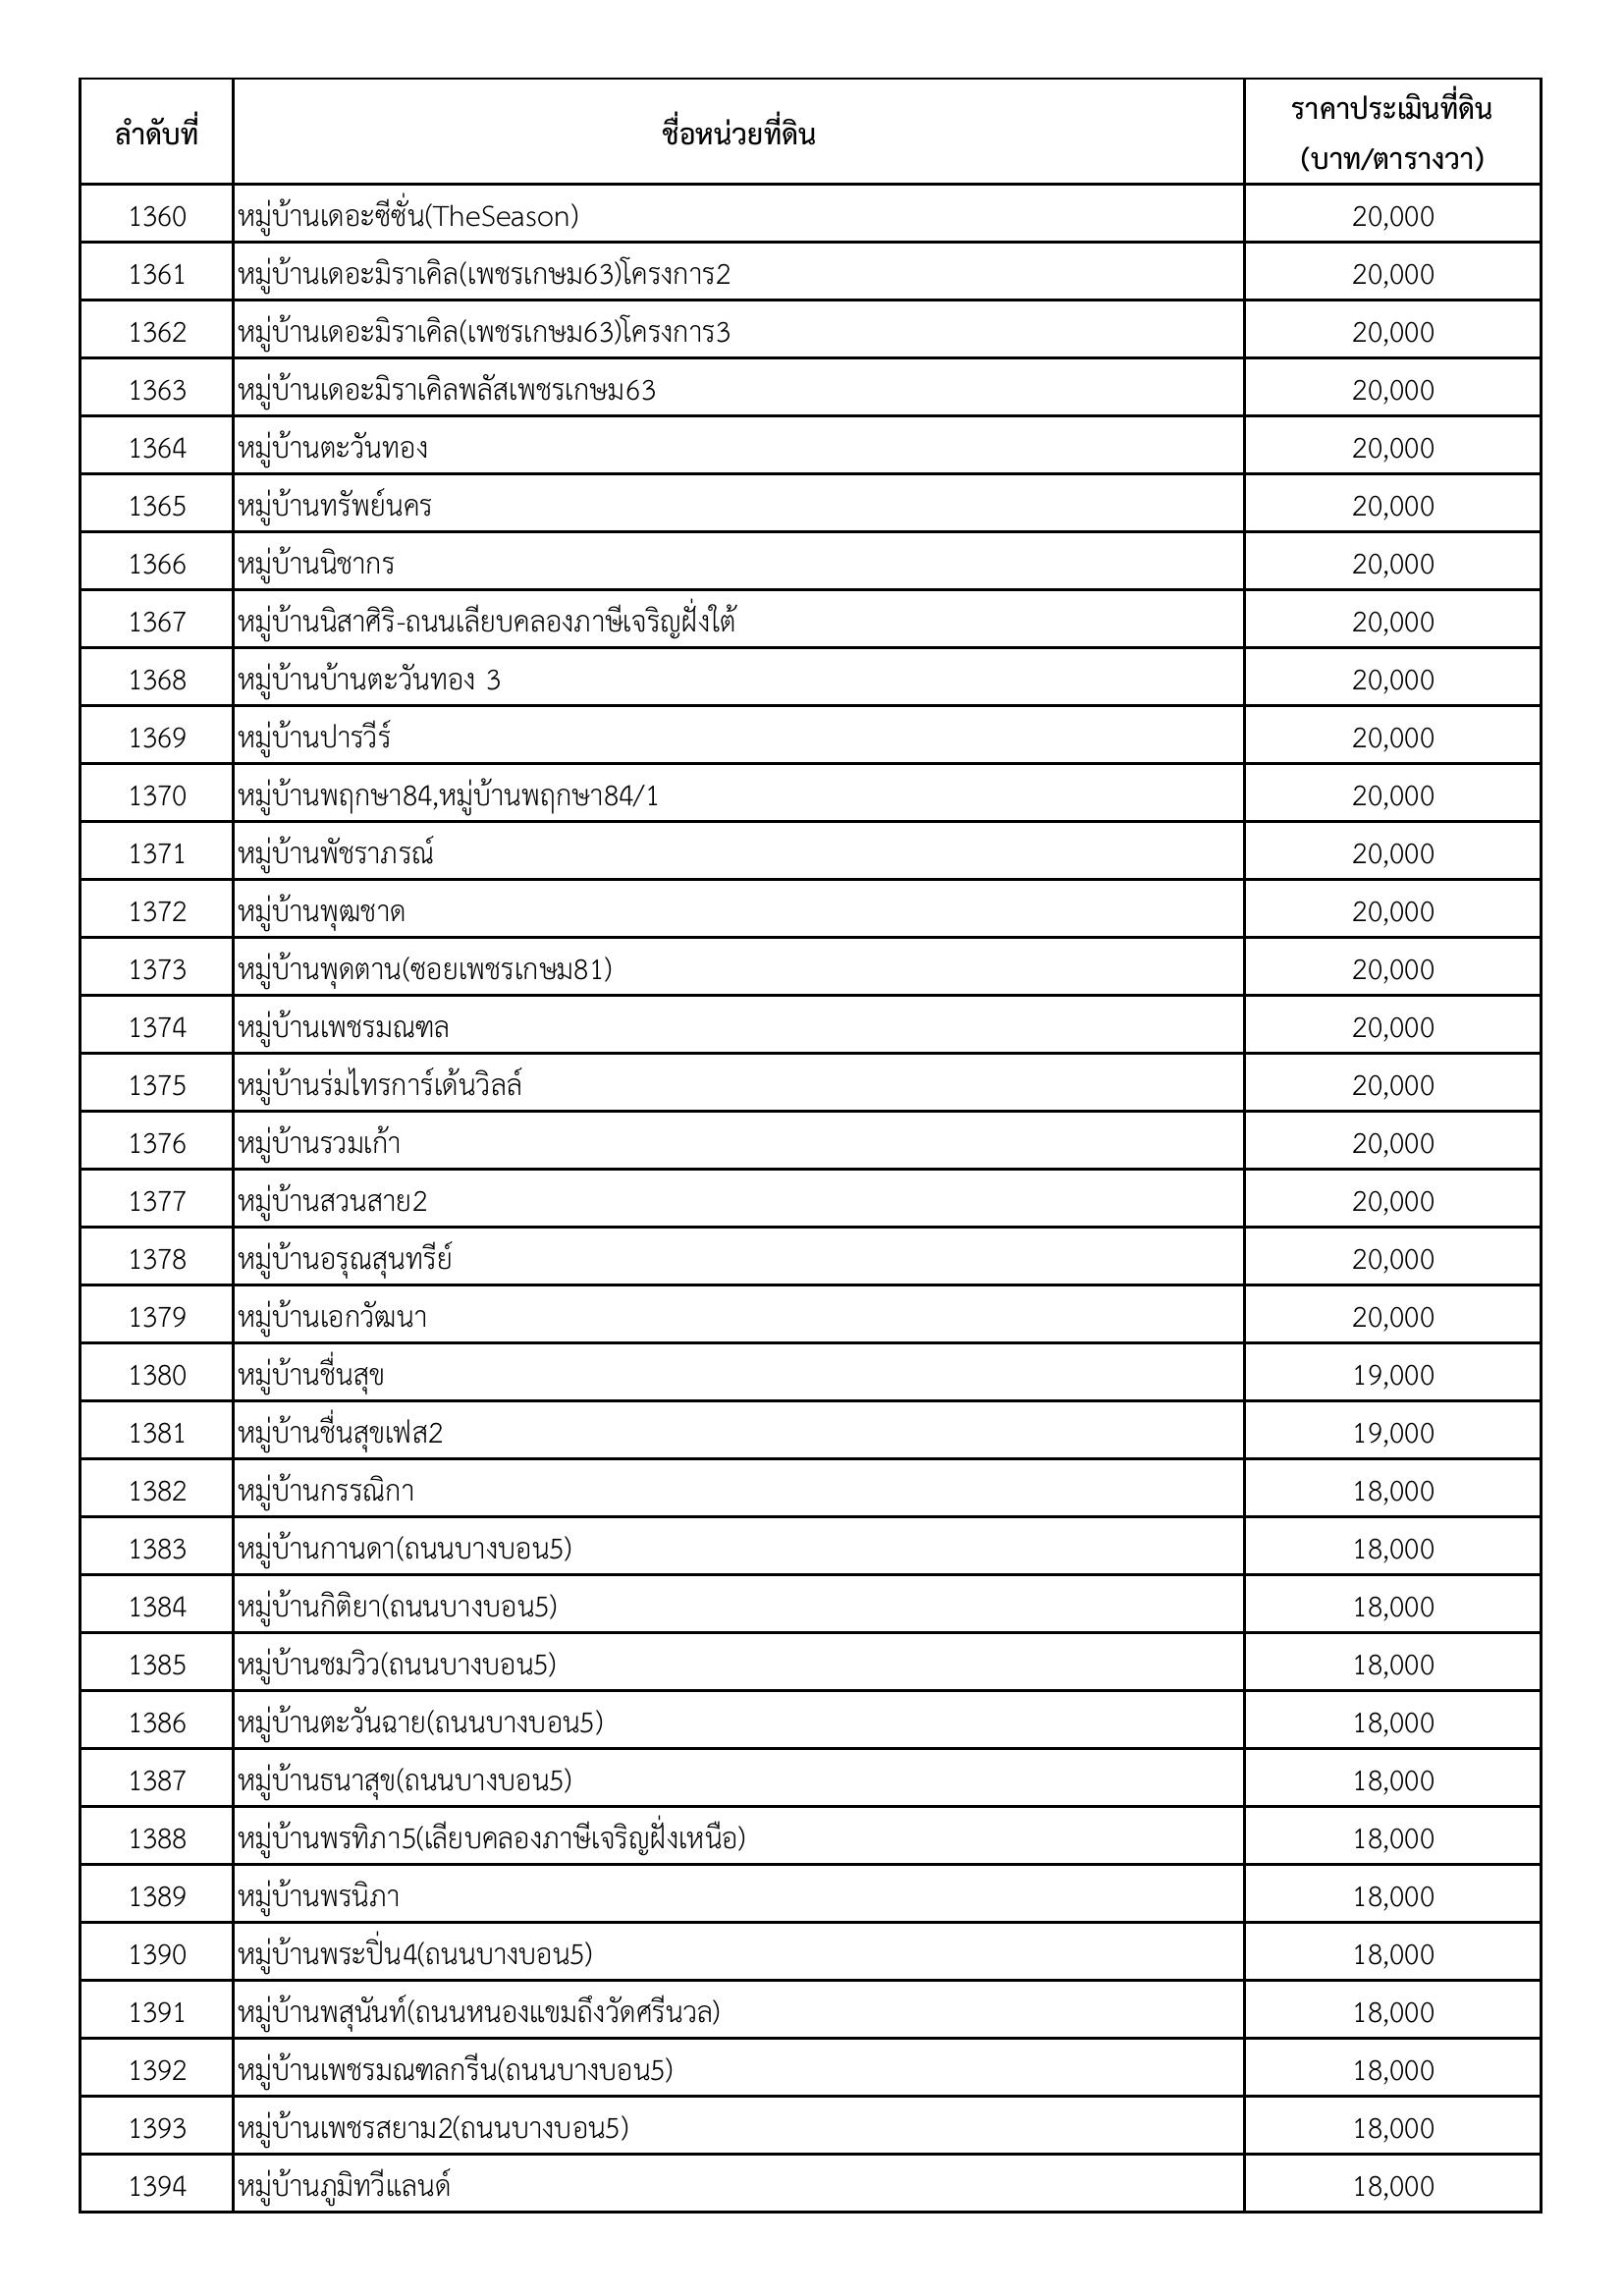 ลำดับที่ ชื่อหน่วยที่ดิน ราคาประเมินที่ดิน
(บาท/ตารางวา)
1360 หมู่บ้านเดอะซีซั่น(TheSeason) 20,000
1361 หมู่บ้านเดอะมิราเคิล(เพชรเกษม63)โครงการ2 20,000
1362 หมู่บ้านเดอะมิราเคิล(เพชรเกษม63)โครงการ3 20,000
1363 หมู่บ้านเดอะมิราเคิลพลัสเพชรเกษม63 20,000
1364 หมู่บ้านตะวันทอง 20,000
1365 หมู่บ้านทรัพย์นคร 20,000
1366 หมู่บ้านนิชากร 20,000
1367 หมู่บ้านนิสาศิริ-ถนนเลียบคลองภาษีเจริญฝั่งใต้ 20,000
1368 หมู่บ้านบ้านตะวันทอง 3 20,000
1369 หมู่บ้านปารวีร์ 20,000
1370 หมู่บ้านพฤกษา84,หมู่บ้านพฤกษา84/1 20,000
1371 หมู่บ้านพัชราภรณ์ 20,000
1372 หมู่บ้านพุฒชาด 20,000
1373 หมู่บ้านพุดตาน(ซอยเพชรเกษม81) 20,000
1374 หมู่บ้านเพชรมณฑล 20,000
1375 หมู่บ้านร่มไทรการ์เด้นวิลล์ 20,000
1376 หมู่บ้านรวมเก้า 20,000
1377 หมู่บ้านสวนสาย2 20,000
1378 หมู่บ้านอรุณสุนทรีย์ 20,000
1379 หมู่บ้านเอกวัฒนา 20,000
1380 หมู่บ้านชื่นสุข 19,000
1381 หมู่บ้านชื่นสุขเฟส2 19,000
1382 หมู่บ้านกรรณิกา 18,000
1383 หมู่บ้านกานดา(ถนนบางบอน5) 18,000
1384 หมู่บ้านกิติยา(ถนนบางบอน5) 18,000
1385 หมู่บ้านชมวิว(ถนนบางบอน5) 18,000
1386 หมู่บ้านตะวันฉาย(ถนนบางบอน5) 18,000
1387 หมู่บ้านธนาสุข(ถนนบางบอน5) 18,000
1388 หมู่บ้านพรทิภา5(เลียบคลองภาษีเจริญฝั่งเหนือ) 18,000
1389 หมู่บ้านพรนิภา 18,000
1390 หมู่บ้านพระปิ่น4(ถนนบางบอน5) 18,000
1391 หมู่บ้านพสุนันท์(ถนนหนองแขมถึงวัดศรีนวล) 18,000
1392 หมู่บ้านเพชรมณฑลกรีน(ถนนบางบอน5) 18,000
1393 หมู่บ้านเพชรสยาม2(ถนนบางบอน5) 18,000
1394 หมู่บ้านภูมิทวีแลนด์ 18,000